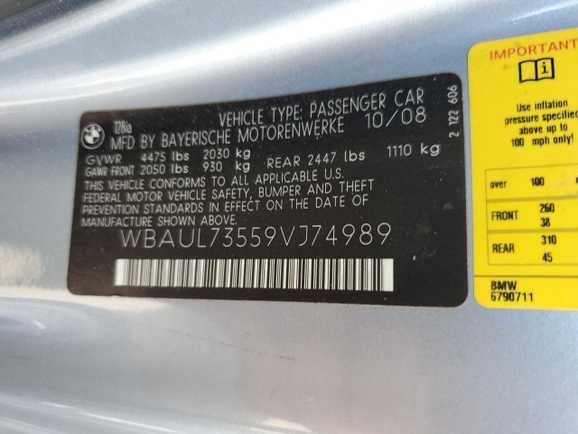 VEHICLE TYPE: PASSENGER CAR
128i
MFD BY BAYERISCHE MOTORENWERKE 10/08
GVWR 4475 lbs 2030 kg
GAWR FRONT 2050 lbs 930 kg REAR 2447 lbs 1110 kg
THIS VEHICLE CONFORMS TO ALL APPLICABLE U.S.
FEDERAL MOTOR VEHICLE SAFETY, BUMPER AND THEFT
PREVENTION STANDARDS IN EFFECT ON THE DATE OF
MANUFACTURE SHOWN ABOVE.
WBAUL73559VJ74989
2 122 606
IMPORTANT
Use inflation
pressure specified
above up to
100 mph only!
over 100
FRONT 260
38
REAR 310
45
BMW
6790711